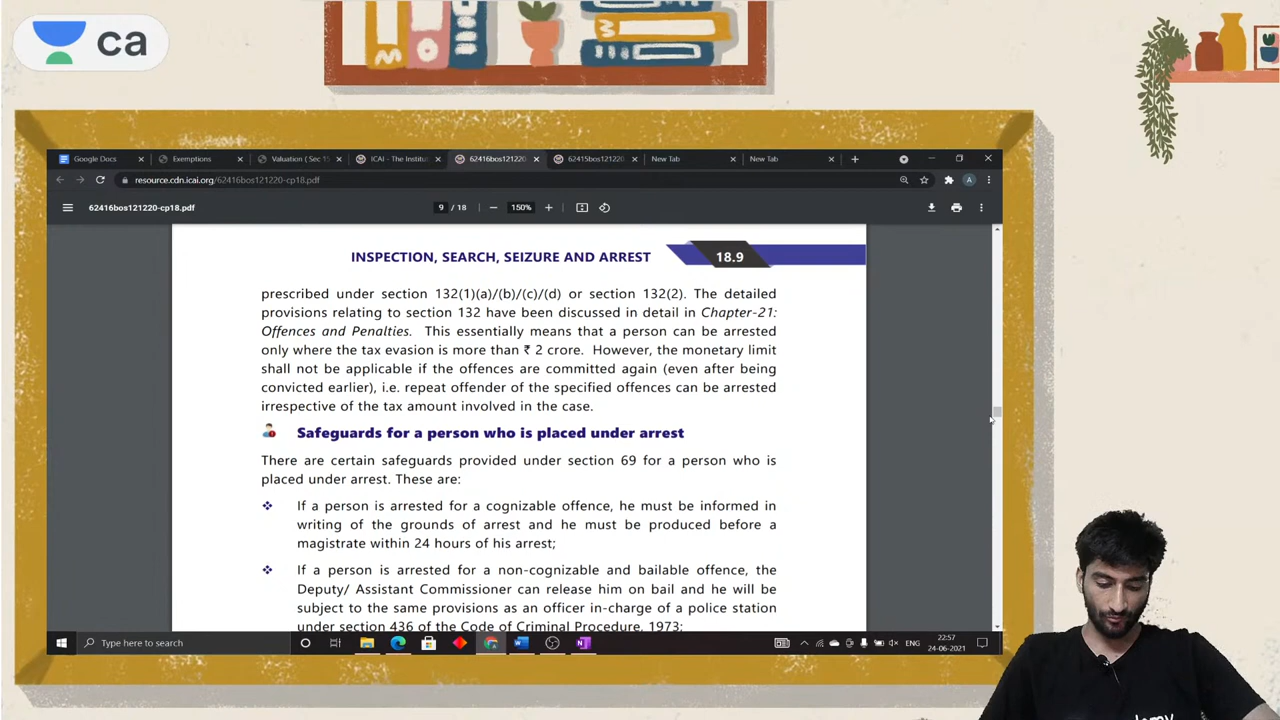 ca
Google Docs
Exemptions
Valuation ( Sec 15
ICAI - The Institut
62416bos121220
62415bos121220
New Tab
New Tab
resource.cdn.icai.org/62416bos121220-cp18.pdf
A
62416bos121220-cp18.pdf
9 / 18
150%
INSPECTION, SEARCH, SEIZURE AND ARREST
18.9
prescribed under section 132(1)(a)/(b)/(c)/(d) or section 132(2). The detailed
provisions relating to section 132 have been discussed in detail in Chapter-21:
Offences and Penalties. This essentially means that a person can be arrested
only where the tax evasion is more than ₹ 2 crore. However, the monetary limit
shall not be applicable if the offences are committed again (even after being
convicted earlier), i.e. repeat offender of the specified offences can be arrested
irrespective of the tax amount involved in the case.
Safeguards for a person who is placed under arrest
There are certain safeguards provided under section 69 for a person who is
placed under arrest. These are:
If a person is arrested for a cognizable offence, he must be informed in
writing of the grounds of arrest and he must be produced before a
magistrate within 24 hours of his arrest;
If a person is arrested for a non-cognizable and bailable offence, the
Deputy/ Assistant Commissioner can release him on bail and he will be
subject to the same provisions as an officer in-charge of a police station
under section 436 of the Code of Criminal Procedure, 1973;
Type here to search
ENG
22:57
24-06-2021